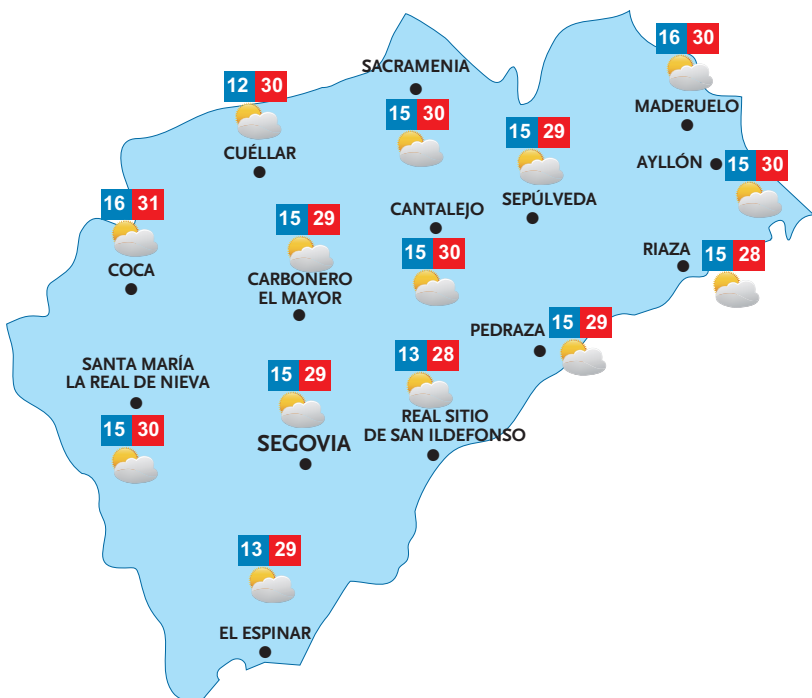 16 30
MADERUELO
SACRAMENIA
15 30
12 30
CUÉLLAR
15 29
SEPÚLVEDA
AYLLÓN
15 30
16 31
COCA
15 29
CARBONERO
EL MAYOR
CANTALEJO
15 30
RIAZA
15 28
PEDRAZA
15 29
SANTA MARÍA
LA REAL DE NIEVA
15 30
15 29
SEGOVIA
13 28
REAL SITIO
DE SAN ILDEFONSO
13 29
EL ESPINAR